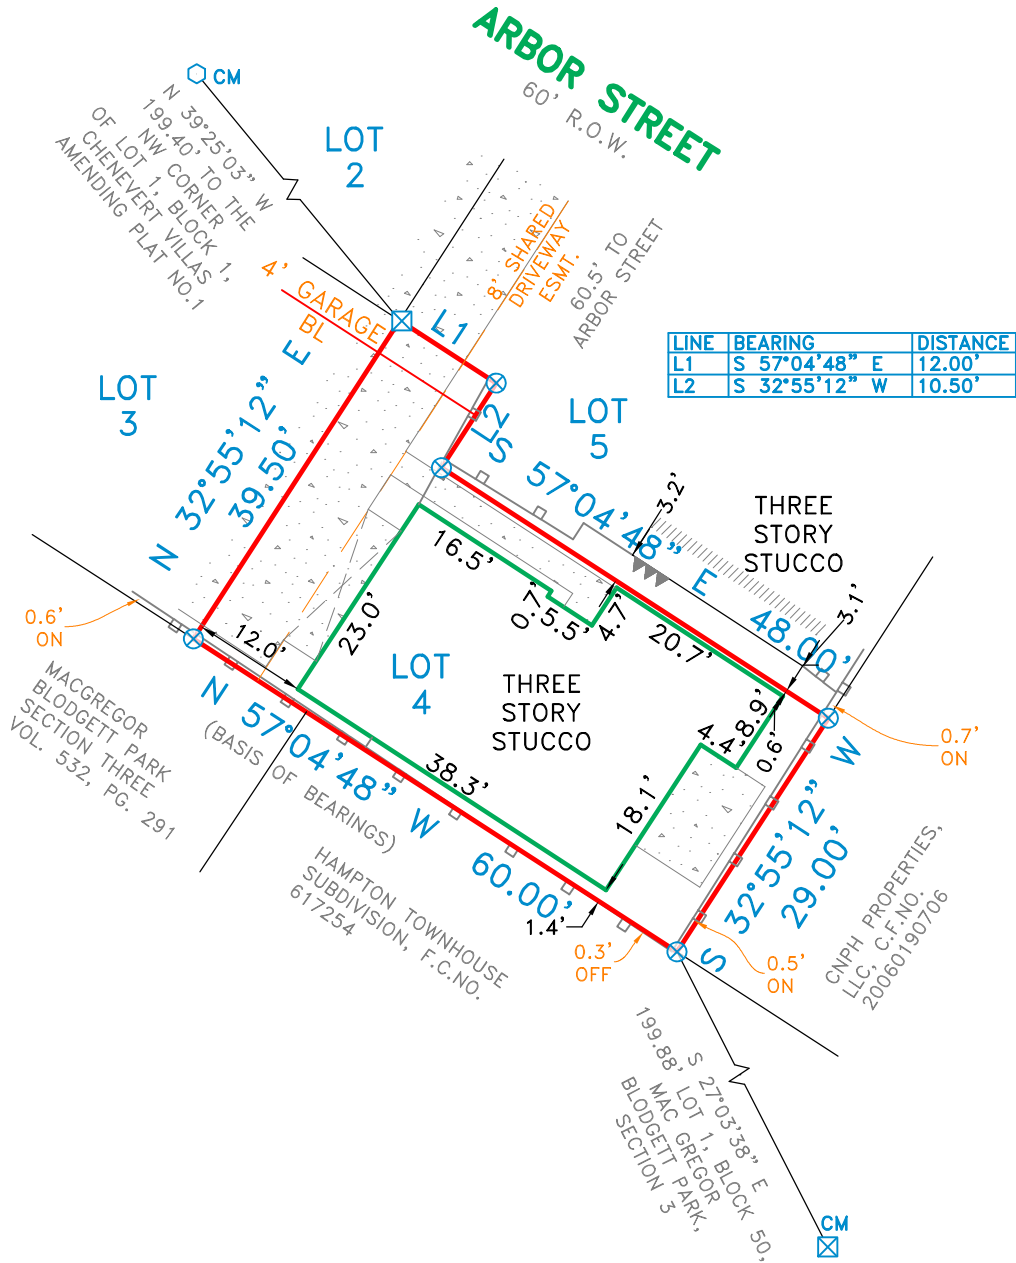 ARBOR STREET
60' R.O.W.
CM
N 39°25'03" W
199.40' TO THE
NW CORNER
OF LOT 1, BLOCK 1,
CHENEVERT VILLAS
AMENDING PLAT NO.1
LOT
2
8' SHARED
DRIVEWAY
ESMT.
60.5' TO
ARBOR STREET
4' GARAGE
BL
L1
LINE BEARING DISTANCE
L1 S 57°04'48" E 12.00'
L2 S 32°55'12" W 10.50'
LOT
3
N 32°55'12" E
39.50'
L2
LOT
5
S 57°04'48" E 48.00'
3.2'
THREE
STORY
STUCCO
3.1'
16.5'
0.7'
5.5'
4.7'
20.7'
23.0'
12.0'
0.6'
ON
LOT
4
THREE
STORY
STUCCO
8.9'
4.4'
0.6'
18.1'
38.3'
0.7'
ON
MACGREGOR
BLODGETT PARK
SECTION THREE
VOL. 532, PG. 291
N 57°04'48" W 60.00'
(BASIS OF BEARINGS)
HAMPTON TOWNHOUSE
SUBDIVISION, F.C.NO.
617254
1.4'
0.3'
OFF
0.5'
ON
S 32°55'12" W
29.00'
CNPH PROPERTIES,
LLC, C.F.NO.
20060190706
S 27°03'38" E
199.88' LOT 1, BLOCK 50,
MAC GREGOR
BLODGETT PARK,
SECTION 3
CM